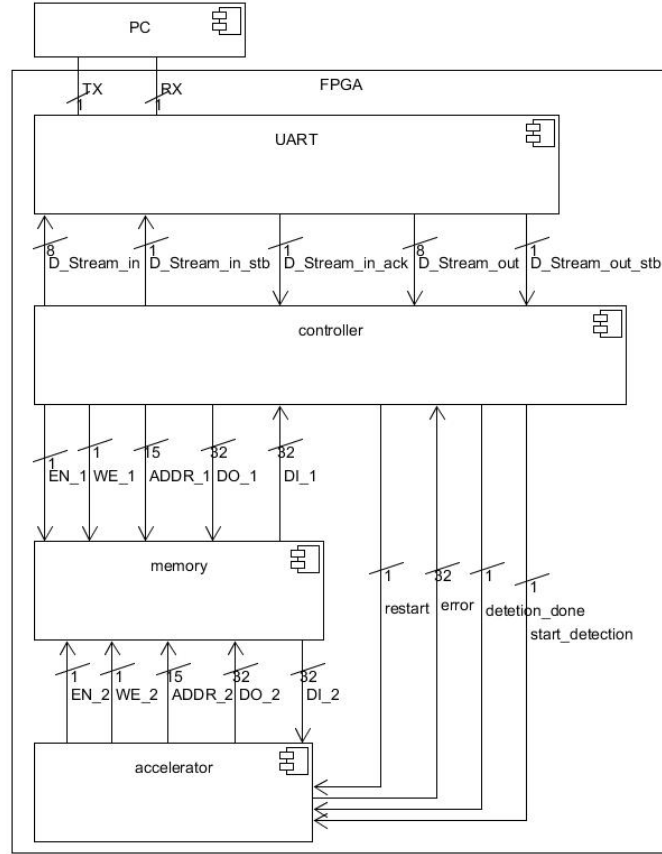 PC
TX
RX
1
1
FPGA
UART
8
1
1
8
1
D_Stream_in
D_Stream_in_stb
D_Stream_in_ack
D_Stream_out
D_Stream_out_stb
controller
1
1
15
32
32
EN_1
WE_1
ADDR_1
DO_1
DI_1
memory
1
32
1
1
restart
error
detetion_done
start_detection
1
1
15
32
32
EN_2
WE_2
ADDR_2
DO_2
DI_2
accelerator